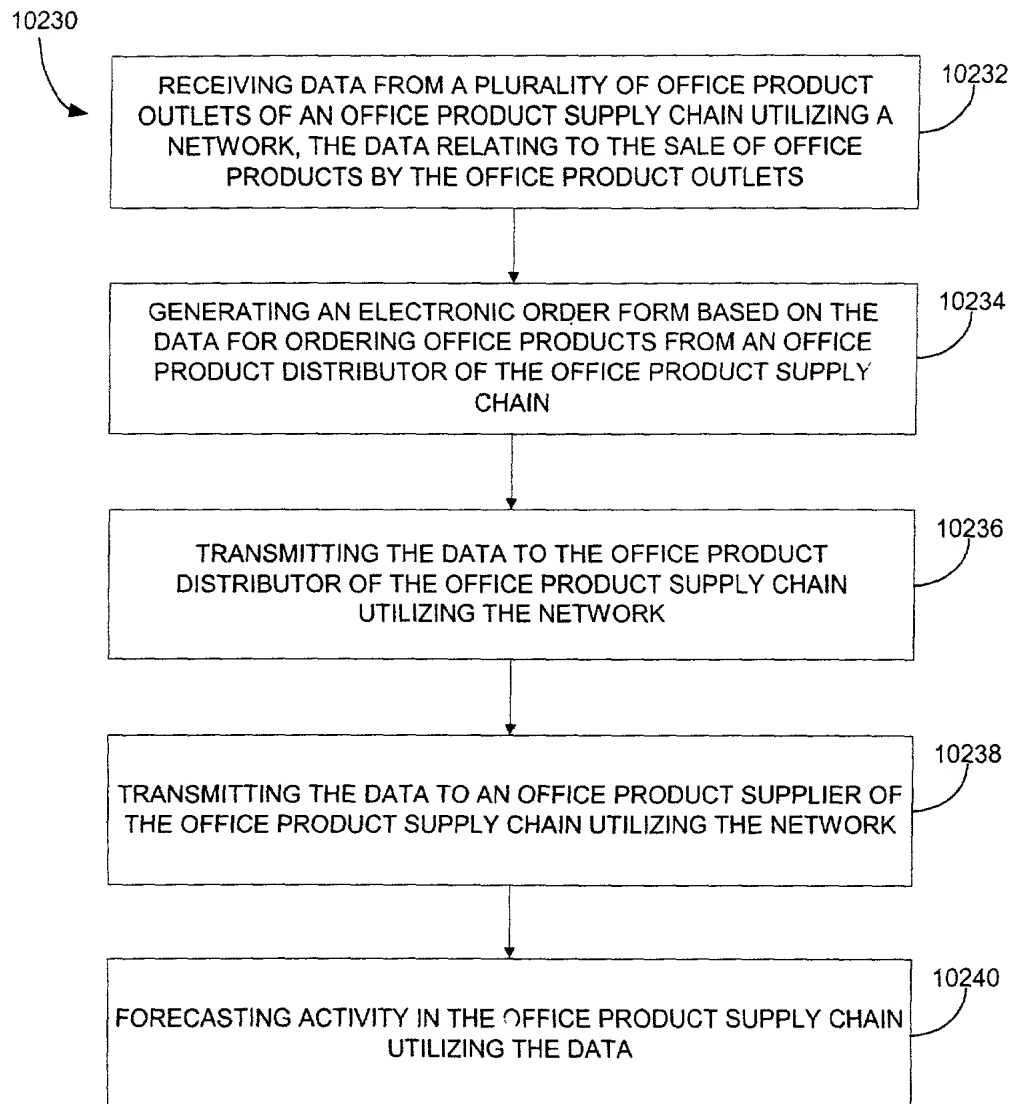 10230
10232
RECEIVING DATA FROM A PLURALITY OF OFFICE PRODUCT
OUTLETS OF AN OFFICE PRODUCT SUPPLY CHAIN UTILIZING A
NETWORK, THE DATA RELATING TO THE SALE OF OFFICE
PRODUCTS BY THE OFFICE PRODUCT OUTLETS
10234
GENERATING AN ELECTRONIC ORDER FORM BASED ON THE
DATA FOR ORDERING OFFICE PRODUCTS FROM AN OFFICE
PRODUCT DISTRIBUTOR OF THE OFFICE PRODUCT SUPPLY
CHAIN
10236
TRANSMITTING THE DATA TO THE OFFICE PRODUCT
DISTRIBUTOR OF THE OFFICE PRODUCT SUPPLY CHAIN
UTILIZING THE NETWORK
10238
TRANSMITTING THE DATA TO AN OFFICE PRODUCT SUPPLIER OF
THE OFFICE PRODUCT SUPPLY CHAIN UTILIZING THE NETWORK
10240
FORECASTING ACTIVITY IN THE OFFICE PRODUCT SUPPLY CHAIN
UTILIZING THE DATA